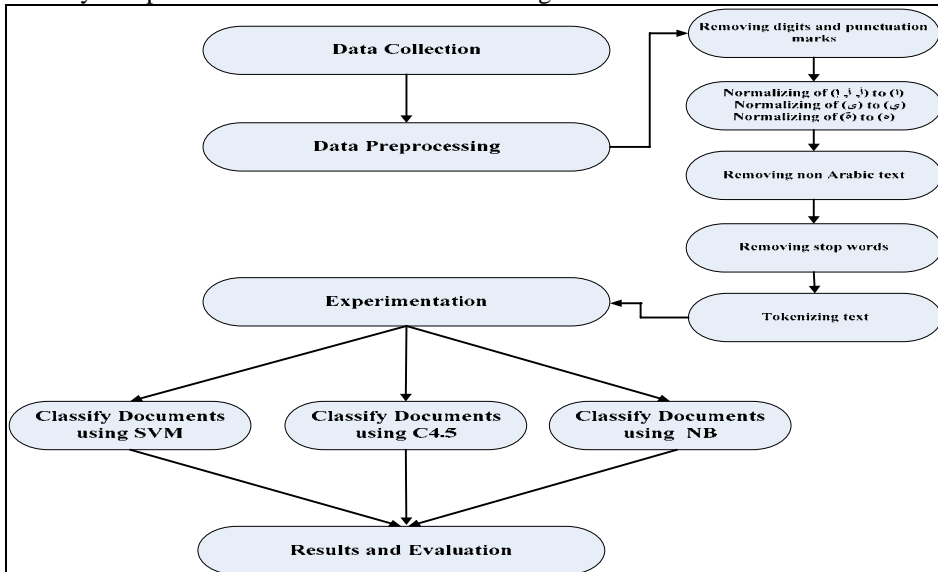 Data Collection
Data Preprocessing
Removing digits and punctuation
marks
Normalizing of (أ, إ, آ) to (ا)
Normalizing of (ى) to (ي)
Normalizing of (ة) to (ه)
Removing non Arabic text
Removing stop words
Tokenizing text
Experimentation
Classify Documents
using SVM
Classify Documents
using C4.5
Classify Documents
using NB
Results and Evaluation